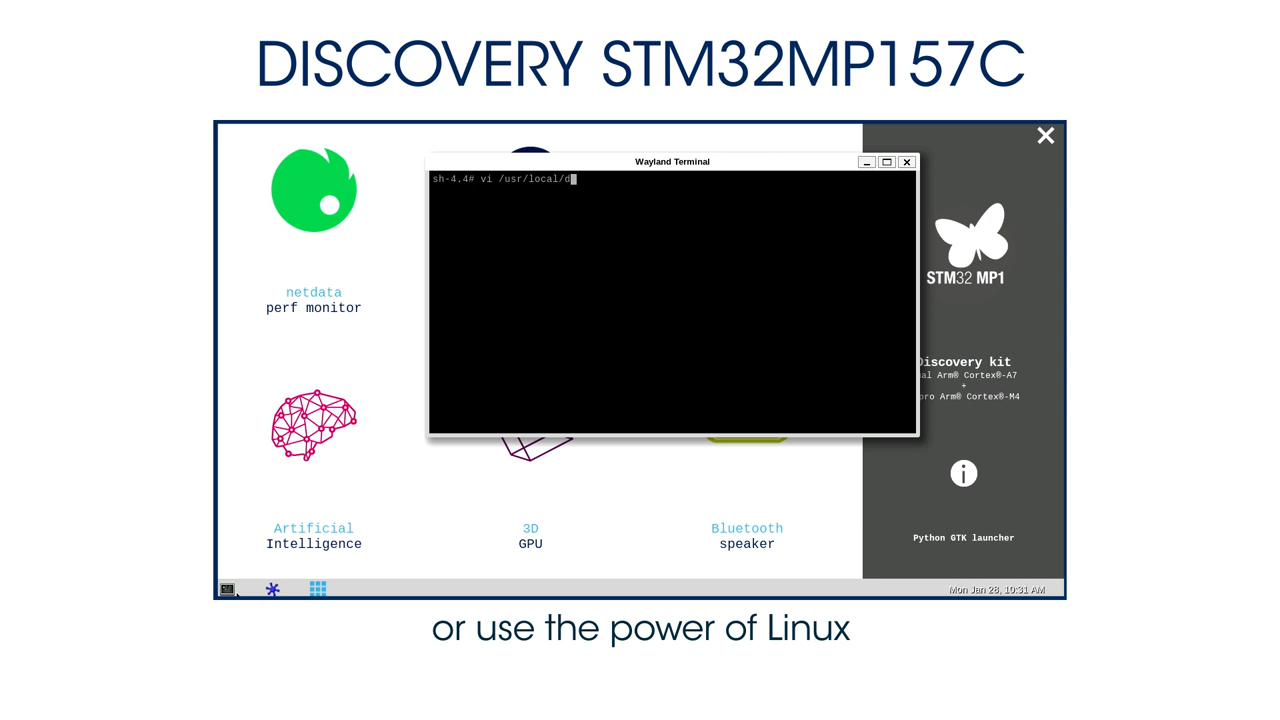 DISCOVERY STM32MP157C
Wayland Terminal
sh-4.4# vi /usr/local/d
netdata
perf monitor
STM32 MP1
Discovery kit
Arm® Cortex®-A7
+
Arm® Cortex®-M4
Artificial
Intelligence
3D
GPU
Bluetooth
speaker
Python GTK launcher
Mon Jan 28, 10:31 AM
or use the power of Linux